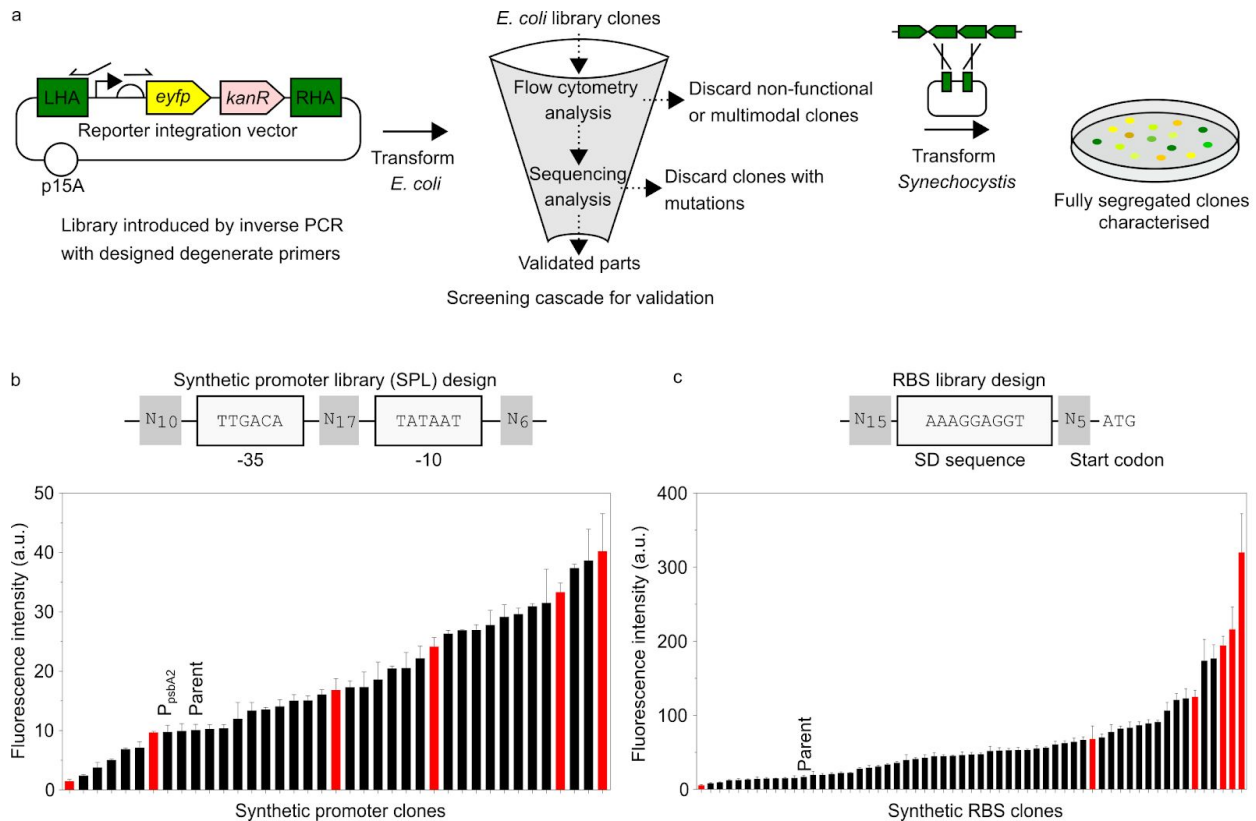 a
E. coli library clones
LHA
eyfp
kanR
RHA
Reporter integration vector
p15A
Library introduced by inverse PCR
with designed degenerate primers
Transform
E. coli
Flow cytometry
analysis
Discard non-functional
or multimodal clones
Sequencing
analysis
Discard clones with
mutations
Validated parts
Screening cascade for validation
Transform
Synechocystis
Fully segregated clones
characterised
b
Synthetic promoter library (SPL) design
N10
TTGACA
N17
TATAAT
N6
-35
-10
50
40
30
20
10
0
Fluorescence intensity (a.u.)
PpsbA2
Parent
Synthetic promoter clones
c
RBS library design
N15
AAAGGAGGT
N5
ATG
SD sequence
Start codon
400
300
200
100
0
Fluorescence intensity (a.u.)
Parent
Synthetic RBS clones